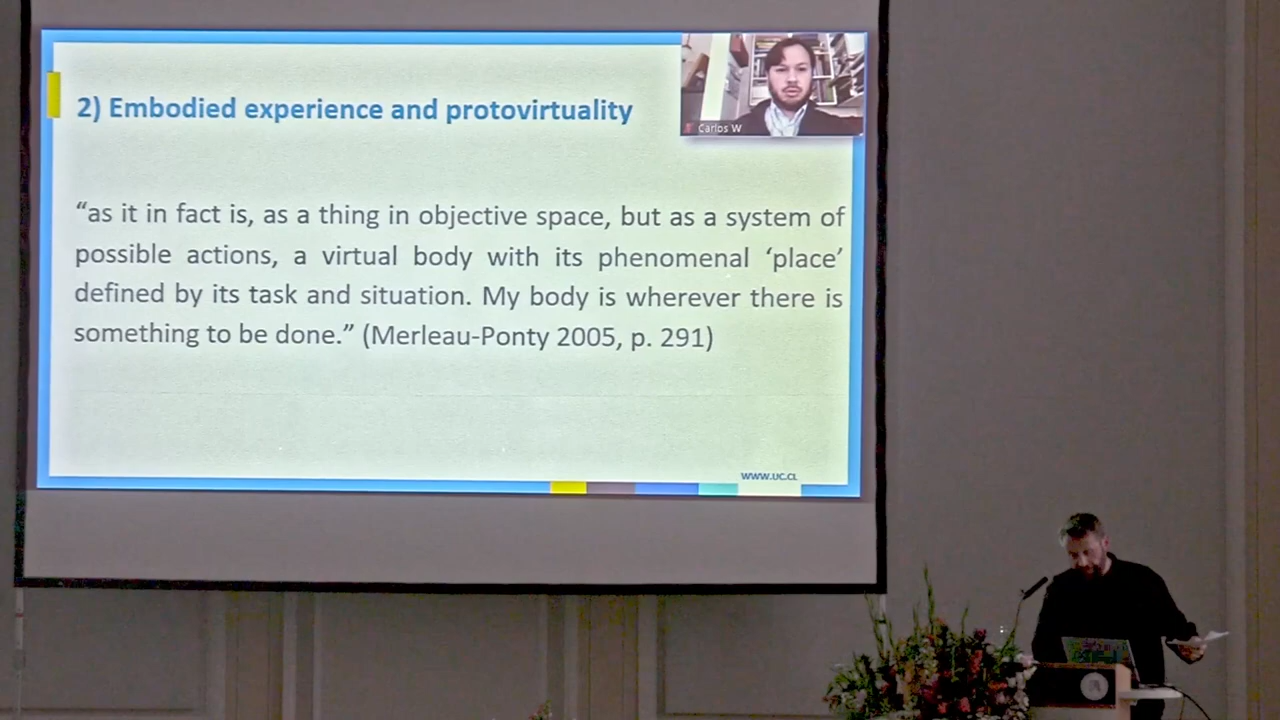 2) Embodied experience and protovirtuality
Carlos W
“as it in fact is, as a thing in objective space, but as a system of
possible actions, a virtual body with its phenomenal ‘place’
defined by its task and situation. My body is wherever there is
something to be done.” (Merleau-Ponty 2005, p. 291)
WWW.UC.CL